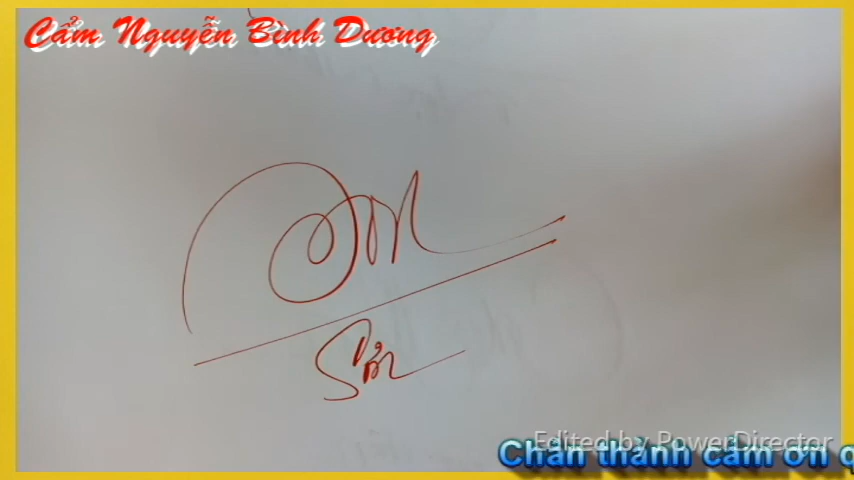 Cẩm Nguyễn Bình Dương
Sơn
Edited by PowerDirector
Chân thành cảm ơn q